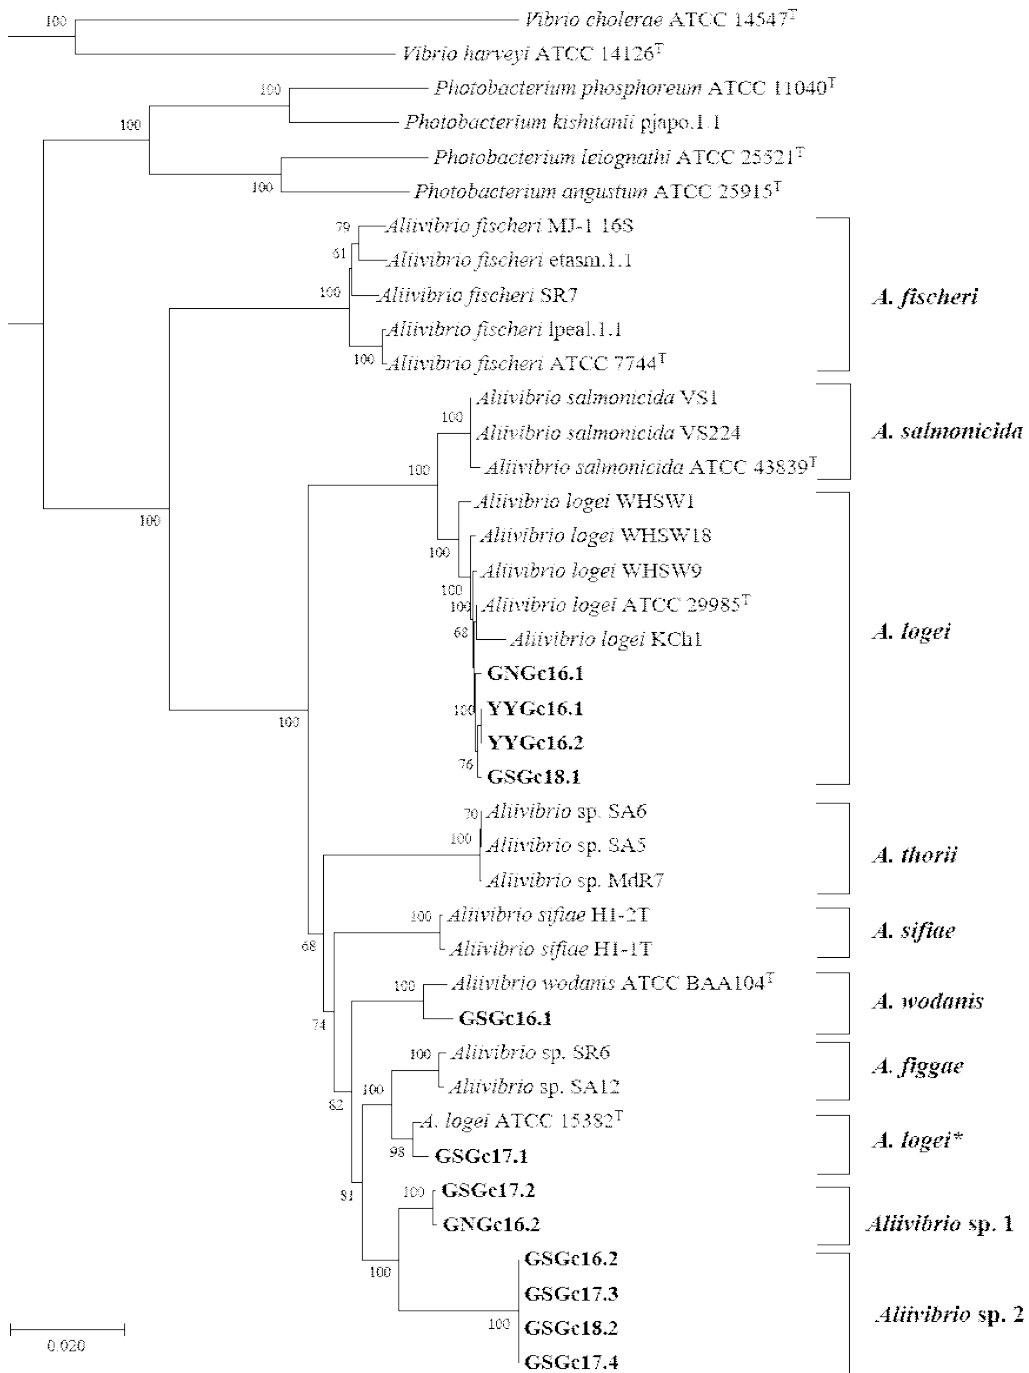 100
Vibrio cholerae ATCC 14547T
Vibrio harveyi ATCC 14126T
100
Photobacterium phosphoreum ATCC 11040T
100
Photobacterium kishitanii pjapo.1.1
Photobacterium leiognathi ATCC 25521T
100
Photobacterium angustum ATCC 25915T
79
Aliivibrio fischeri MJ-1 16S
61
Aliivibrio fischeri etasm.1.1
100
Aliivibrio fischeri SR7
A. fischeri
Aliivibrio fischeri lpeal.1.1
100
Aliivibrio fischeri ATCC 7744T
Aliivibrio salmonicida VS1
100
Aliivibrio salmonicida VS224
A. salmonicida
100
Aliivibrio salmonicida ATCC 43839T
Aliivibrio logei WHSW1
100
Aliivibrio logei WHSW18
100
Aliivibrio logei WHSW9
100
Aliivibrio logei ATCC 29985T
100
68
Aliivibrio logei KCh1
A. logei
GNGc16.1
100
YYGc16.1
100
YYGc16.2
76
GSGc18.1
70
Aliivibrio sp. SA6
100
Aliivibrio sp. SA5
A. thorii
Aliivibrio sp. MdR7
100
Aliivibrio sifiae H1-2T
A. sifiae
68
Aliivibrio sifiae H1-1T
100
Aliivibrio wodanis ATCC BAA104T
A. wodanis
74
GSGc16.1
100
Aliivibrio sp. SR6
A. figgae
100
Aliivibrio sp. SA12
82
A. logei ATCC 15382T
A. logei*
98
GSGc17.1
81
100
GSGc17.2
GNGc16.2
Aliivibrio sp. 1
100
GSGc16.2
GSGc17.3
Aliivibrio sp. 2
100
GSGc18.2
0.020
GSGc17.4